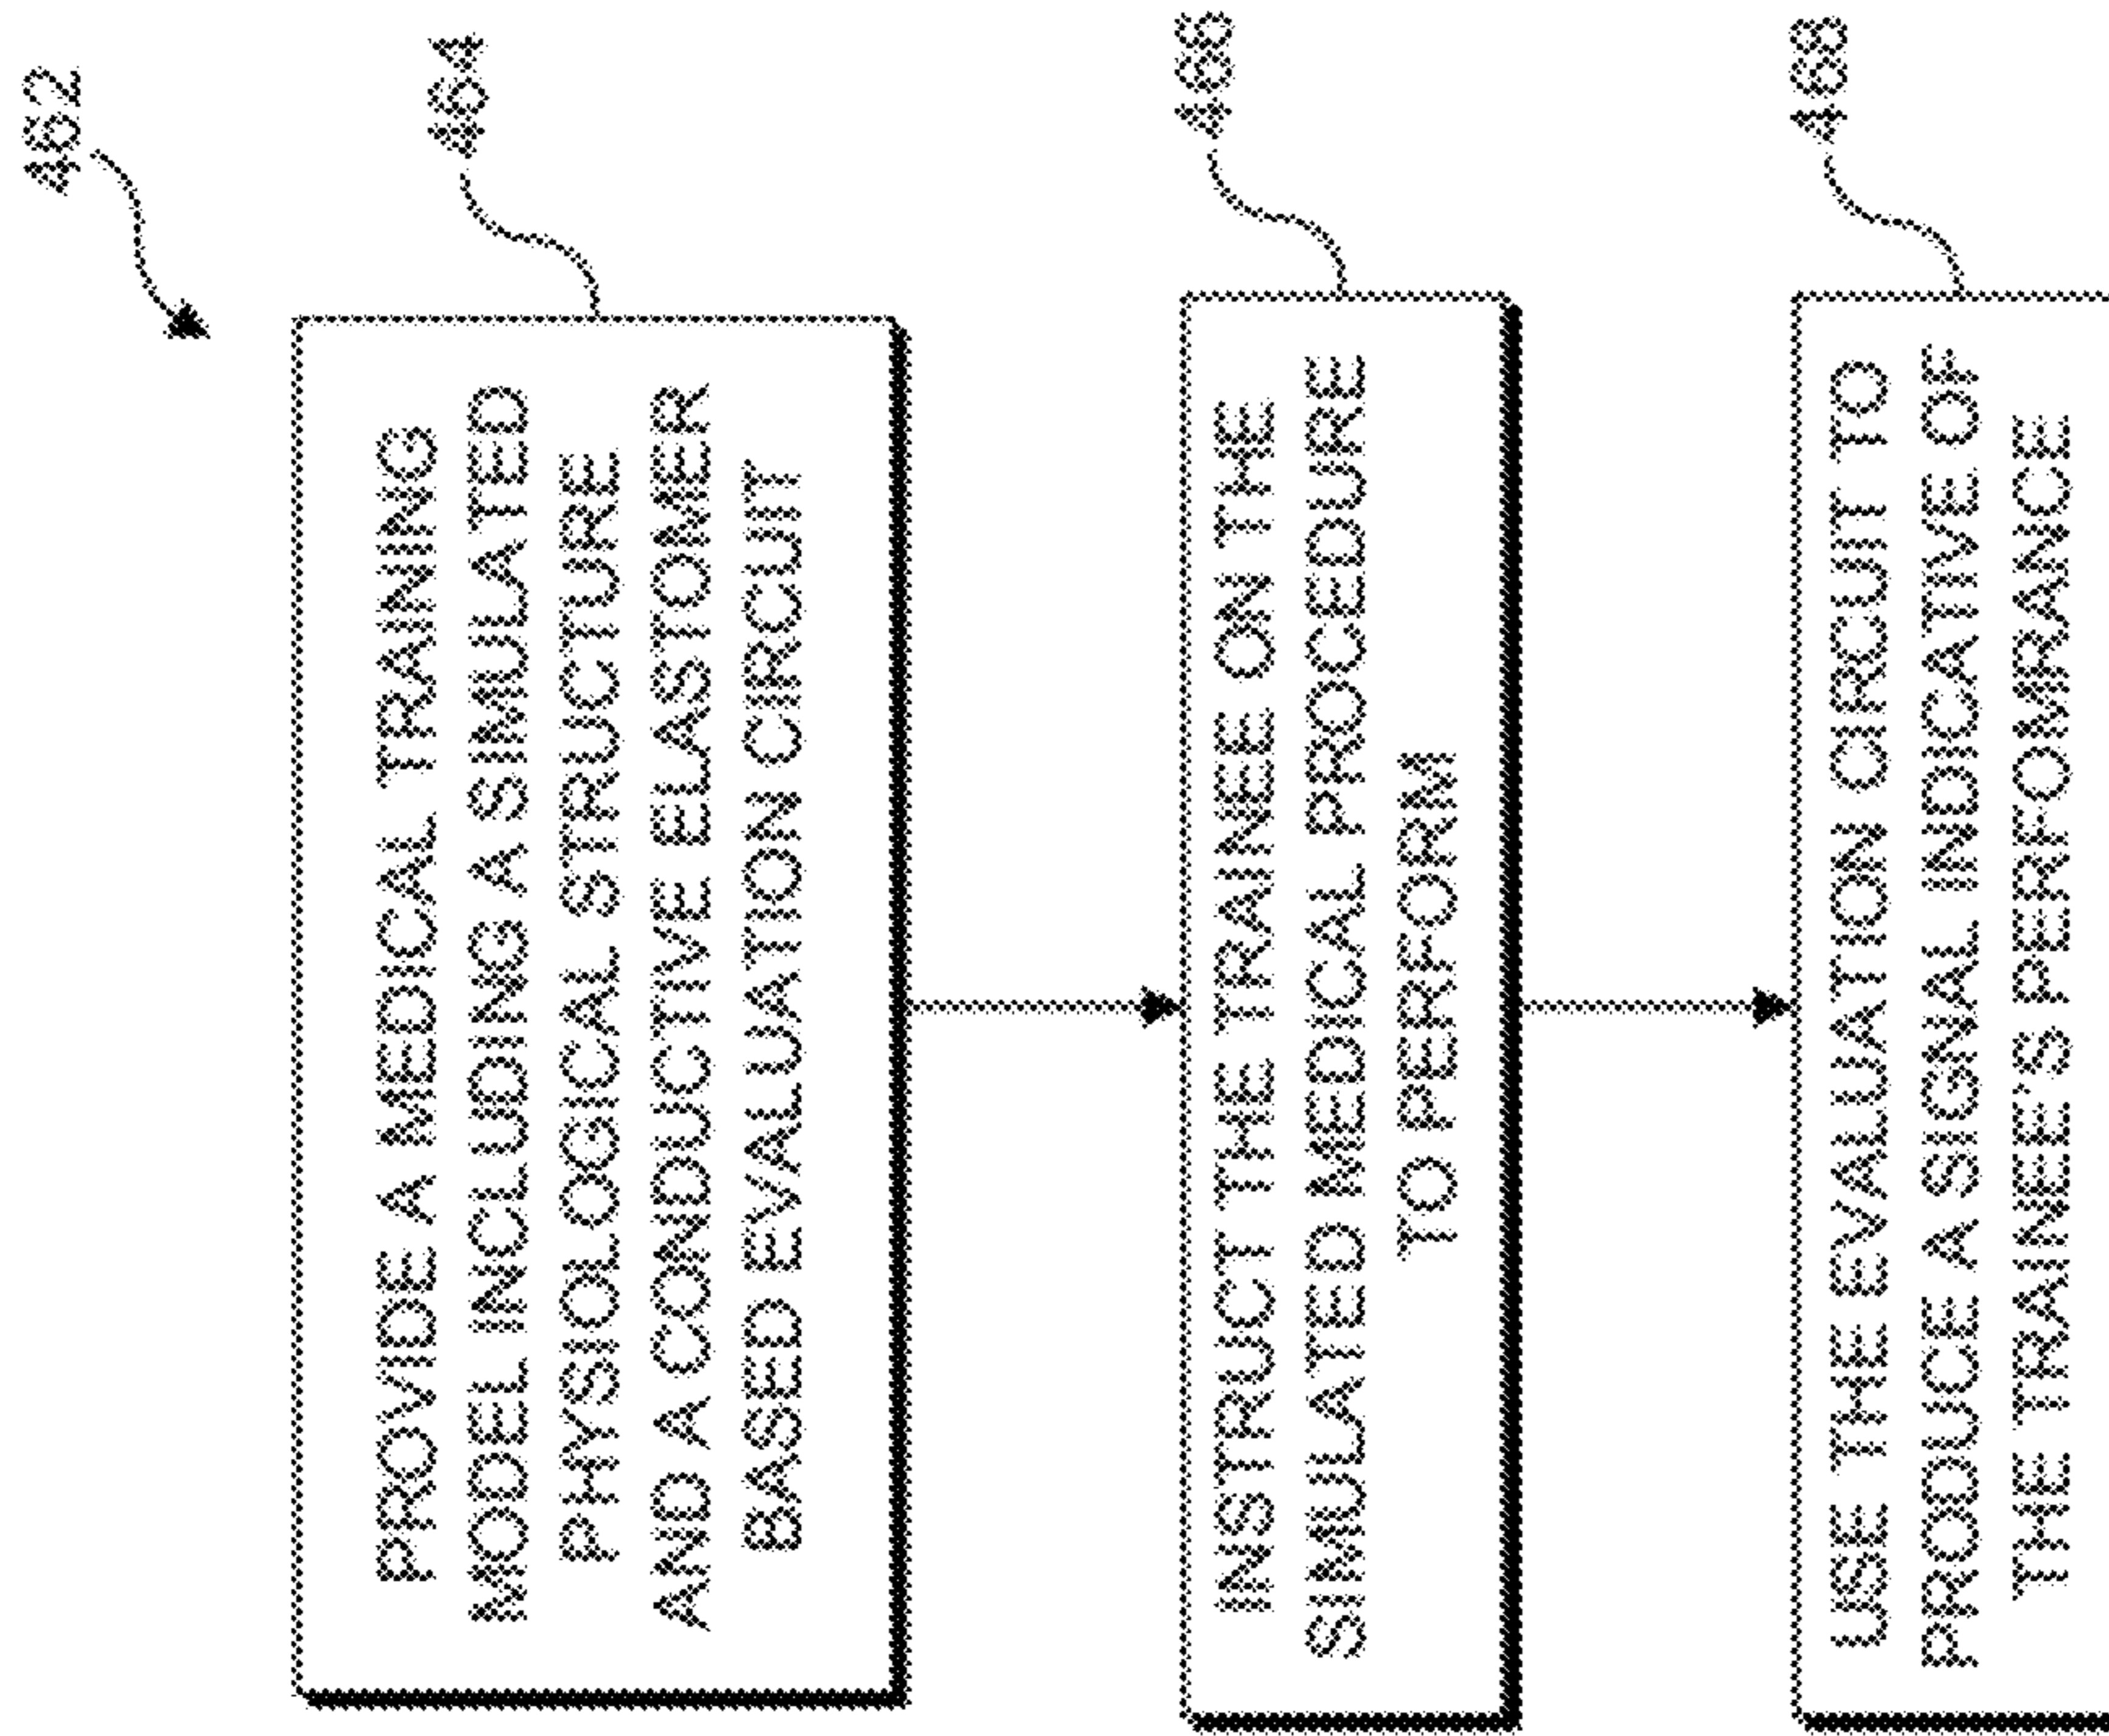 462
464
PROVIDE A MEDICAL TRAINING
MODEL INCLUDING A SIMULATED
PHYSIOLOGICAL STRUCTURE
AND A CONDUCTIVE ELASTOMER
BASED EVALUATION CIRCUIT
466
INSTRUCT THE TRAINEE ON THE
SIMULATED MEDICAL PROCEDURE
TO PERFORM
468
USE THE EVALUATION CIRCUIT TO
PRODUCE A SIGNAL INDICATIVE OF
THE TRAINEE'S PERFOMRANCE